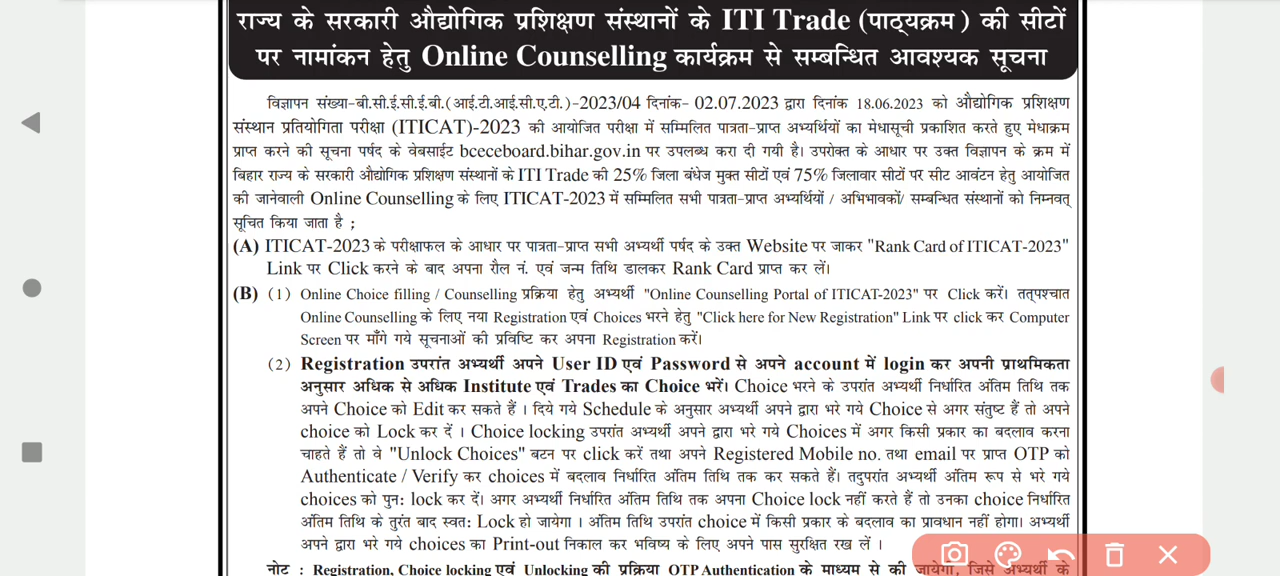 राज्य के सरकारी औद्योगिक प्रशिक्षण संस्थानों के ITI Trade (पाठ्यक्रम) की सीटों
पर नामांकन हेतु Online Counselling कार्यक्रम से सम्बन्धित आवश्यक सूचना
विज्ञापन संख्या-बी.सी.ई.सी.ई.बी.(आई.टी.आई.सी.ए.टी.)-2023/04 दिनांक- 02.07.2023 द्वारा दिनांक 18.06.2023 को औद्योगिक प्रशिक्षण
संस्थान प्रतियोगिता परीक्षा (ITICAT)-2023 की आयोजित परीक्षा में सम्मिलित पात्रता-प्राप्त अभ्यर्थियों का मेधासूची प्रकाशित करते हुए मेधाक्रम
प्राप्त करने की सूचना पर्षद के वेबसाईट bceceboard.bihar.gov.in पर उपलब्ध करा दी गयी है। उपरोक्त के आधार पर उक्त विज्ञापन के क्रम में
बिहार राज्य के सरकारी औद्योगिक प्रशिक्षण संस्थानों के ITI Trade की 25% जिला बंधेज मुक्त सीटों एवं 75% जिलावार सीटों पर सीट आवंटन हेतु आयोजित
की जानेवाली Online Counselling के लिए ITICAT-2023 में सम्मिलित सभी पात्रता-प्राप्त अभ्यर्थियों / अभिभावकों/ सम्बन्धित संस्थानों को निम्नवत्
सूचित किया जाता है ;
(A) ITICAT-2023 के परीक्षाफल के आधार पर पात्रता-प्राप्त सभी अभ्यर्थी पर्षद के उक्त Website पर जाकर "Rank Card of ITICAT-2023"
Link पर Click करने के बाद अपना रौल नं. एवं जन्म तिथि डालकर Rank Card प्राप्त कर लें।
(B) (1) Online Choice filling / Counselling प्रक्रिया हेतु अभ्यर्थी "Online Counselling Portal of ITICAT-2023" पर Click करें। तत्पश्चात
Online Counselling के लिए नया Registration एवं Choices भरने हेतु "Click here for New Registration" Link पर click कर Computer
Screen पर माँगे गये सूचनाओं की प्रविष्टि कर अपना Registration करें।
(2) Registration उपरांत अभ्यर्थी अपने User ID एवं Password से अपने account में login कर अपनी प्राथमिकता
अनुसार अधिक से अधिक Institute एवं Trades का Choice भरें। Choice भरने के उपरांत अभ्यर्थी निर्धारित अंतिम तिथि तक
अपने Choice को Edit कर सकते हैं । दिये गये Schedule के अनुसार अभ्यर्थी अपने द्वारा भरे गये Choice से अगर संतुष्ट हैं तो अपने
choice को Lock कर दें । Choice locking उपरांत अभ्यर्थी अपने द्वारा भरे गये Choices में अगर किसी प्रकार का बदलाव करना
चाहते हैं तो वे "Unlock Choices" बटन पर click करें तथा अपने Registered Mobile no. तथा email पर प्राप्त OTP को
Authenticate / Verify कर choices में बदलाव निर्धारित अंतिम तिथि तक कर सकते हैं। तदुपरांत अभ्यर्थी अंतिम रूप से भरे गये
choices को पुन: lock कर दें। अगर अभ्यर्थी निर्धारित अंतिम तिथि तक अपना Choice lock नहीं करते हैं तो उनका choice निर्धारित
अंतिम तिथि के तुरंत बाद स्वत: Lock हो जायेगा । अंतिम तिथि उपरांत choice में किसी प्रकार के बदलाव का प्रावधान नहीं होगा। अभ्यर्थी
अपने द्वारा भरे गये choices का Print-out निकाल कर भविष्य के लिए अपने पास सुरक्षित रख लें ।
नोट : Registration, Choice locking एवं Unlocking की प्रक्रिया OTP Authentication के माध्यम से की जायेगी, जिसे अभ्यर्थी के